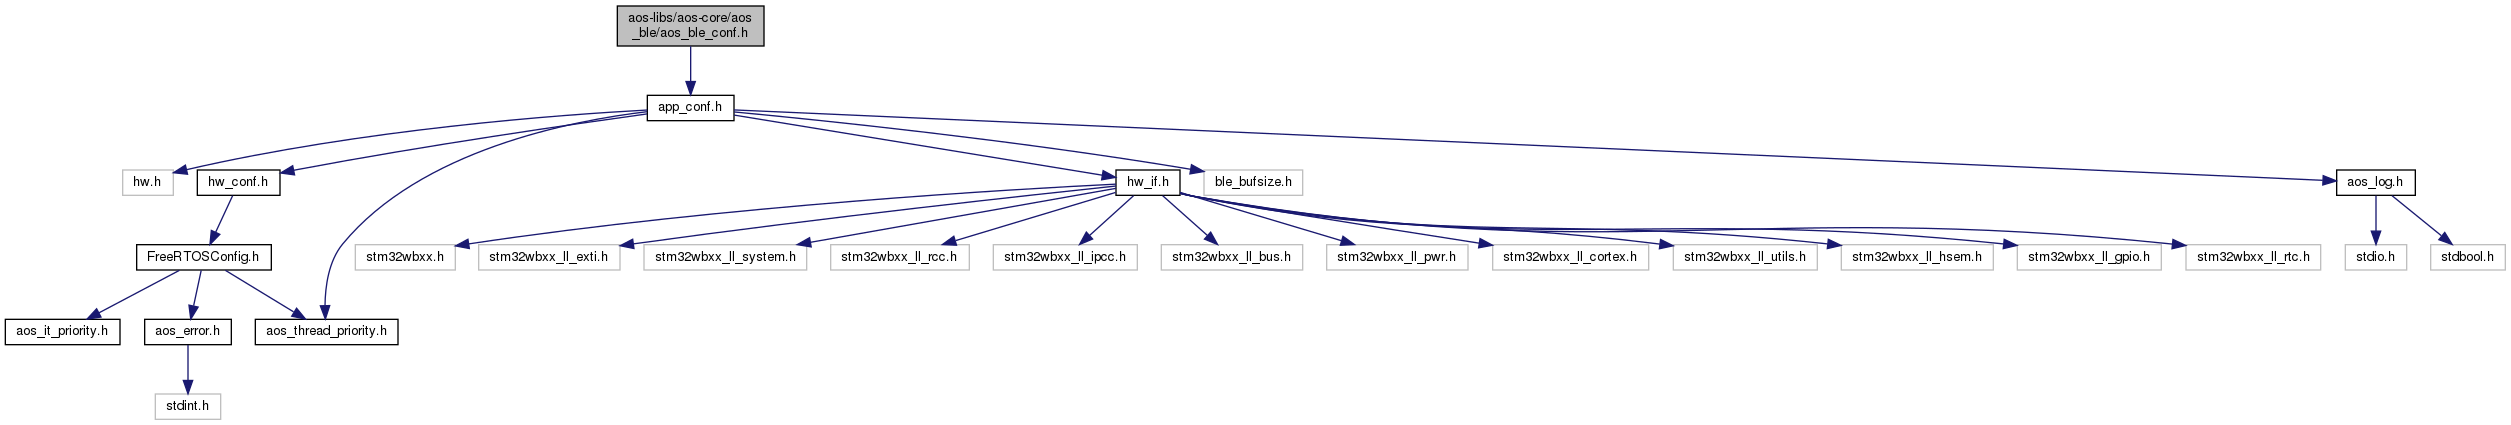 aos-libs/aos-core/aos
_ble/aos_ble_conf.h
app_conf.h
hw.h
hw_conf.h
hw_if.h
ble_bufsize.h
aos_log.h
FreeRTOSConfig.h
stm32wbxx.h
stm32wbxx_ll_exti.h
stm32wbxx_ll_system.h
stm32wbxx_ll_rcc.h
stm32wbxx_ll_ipcc.h
stm32wbxx_ll_bus.h
stm32wbxx_ll_pwr.h
stm32wbxx_ll_cortex.h
stm32wbxx_ll_utils.h
stm32wbxx_ll_hsem.h
stm32wbxx_ll_gpio.h
stm32wbxx_ll_rtc.h
stdio.h
stdbool.h
aos_it_priority.h
aos_error.h
aos_thread_priority.h
stdint.h